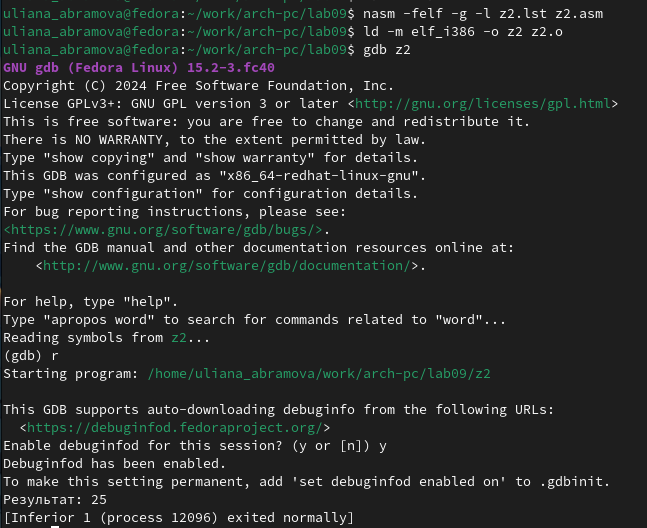 uliana_abramova@fedora:~/work/arch-pc/lab09$ nasm -felf -g -l z2.lst z2.asm
uliana_abramova@fedora:~/work/arch-pc/lab09$ ld -m elf_i386 -o z2 z2.o
uliana_abramova@fedora:~/work/arch-pc/lab09$ gdb z2
GNU gdb (Fedora Linux) 15.2-3.fc40
Copyright (C) 2024 Free Software Foundation, Inc.
License GPLv3+: GNU GPL version 3 or later <http://gnu.org/licenses/gpl.html>
This is free software: you are free to change and redistribute it.
There is NO WARRANTY, to the extent permitted by law.
Type "show copying" and "show warranty" for details.
This GDB was configured as "x86_64-redhat-linux-gnu".
Type "show configuration" for configuration details.
For bug reporting instructions, please see:
<https://www.gnu.org/software/gdb/bugs/>.
Find the GDB manual and other documentation resources online at:
    <http://www.gnu.org/software/gdb/documentation/>.

For help, type "help".
Type "apropos word" to search for commands related to "word"...
Reading symbols from z2...
(gdb) r
Starting program: /home/uliana_abramova/work/arch-pc/lab09/z2

This GDB supports auto-downloading debuginfo from the following URLs:
  <https://debuginfod.fedoraproject.org/>
Enable debuginfod for this session? (y or [n]) y
Debuginfod has been enabled.
To make this setting permanent, add 'set debuginfod enabled on' to .gdbinit.
Результат: 25
[Inferior 1 (process 12096) exited normally]